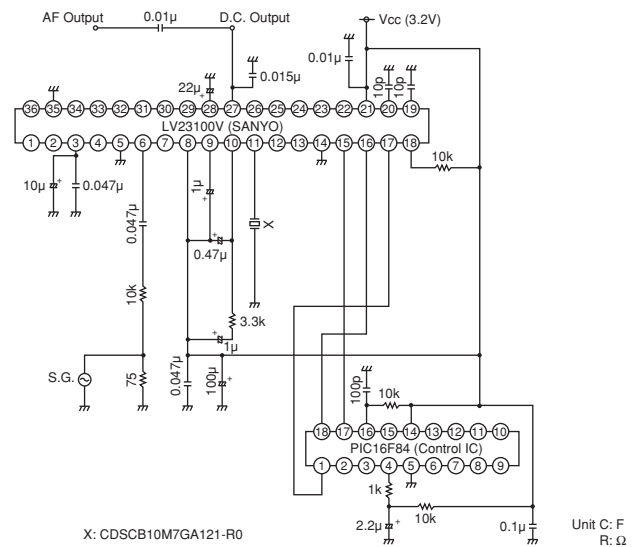 AF Output
0.01µ
D.C. Output
Vcc (3.2V)
0.01µ
22µ
+
0.015µ
10p
10p
36 35 34 33 32 31 30 29 28 27 26 25 24 23 22 21 20 19
LV23100V (SANYO)
1 2 3 4 5 6 7 8 9 10 11 12 13 14 15 16 17 18
10k
10µ
+
0.047µ
0.047µ
1µ
+
X
+
0.47µ
10k
3.3k
+
1µ
S.G.
75
0.047µ
100µ
+
100p
10k
18 17 16 15 14 13 12 11 10
PIC16F84 (Control IC)
1 2 3 4 5 6 7 8 9
1k
10k
2.2µ
+
0.1µ
X: CDSCB10M7GA121-R0
Unit C: F
R: Ω